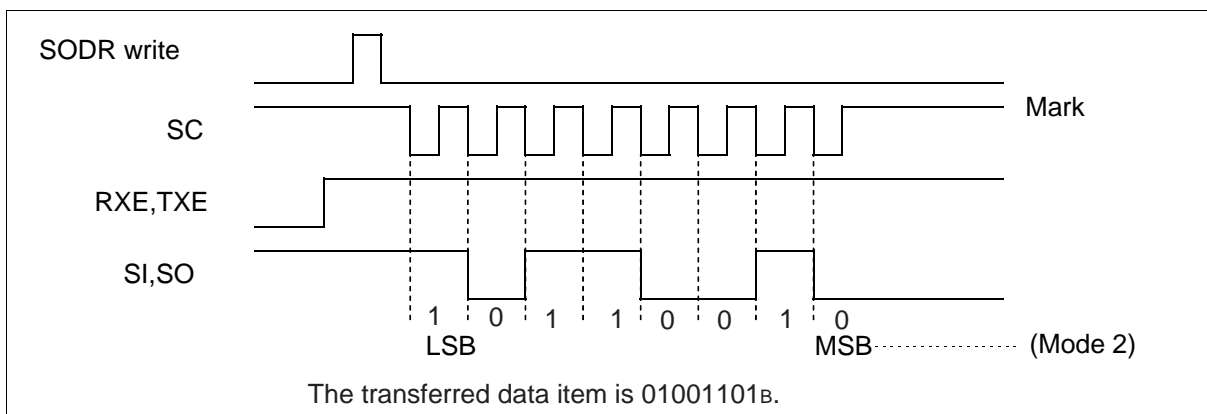 SODR write
Mark
SC
RXE,TXE
SI,SO
1 0 1 1 0 0 1 0
LSB MSB (Mode 2)
The transferred data item is 01001101B.